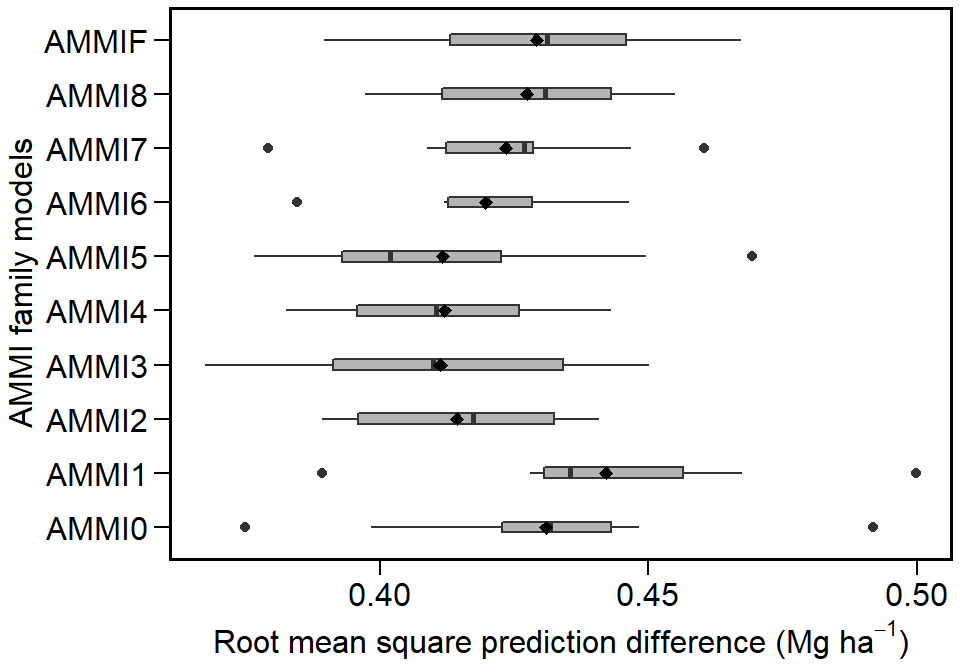 AMMI family models
AMMIF
AMMI8
AMMI7
AMMI6
AMMI5
AMMI4
AMMI3
AMMI2
AMMI1
AMMI0
0.40 0.45 0.50
Root mean square prediction difference (Mg ha⁻¹)